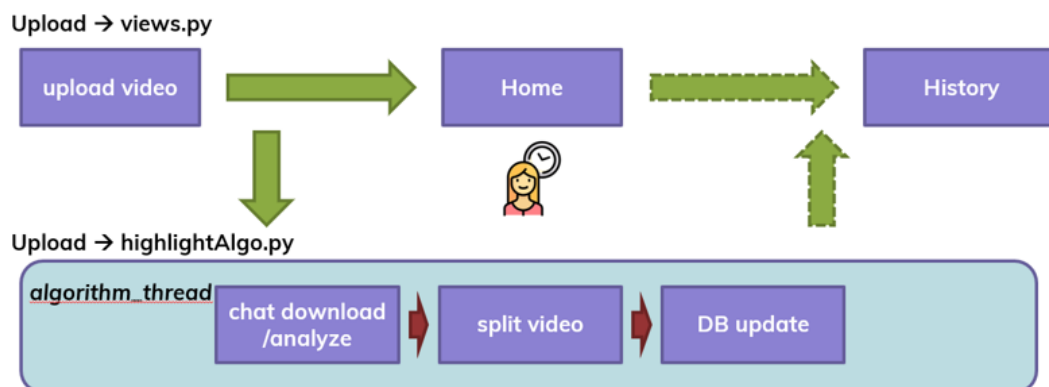 Upload → views.py
upload video
Home
History
Upload → highlightAlgo.py
algorithm_thread
chat download
/analyze
split video
DB update